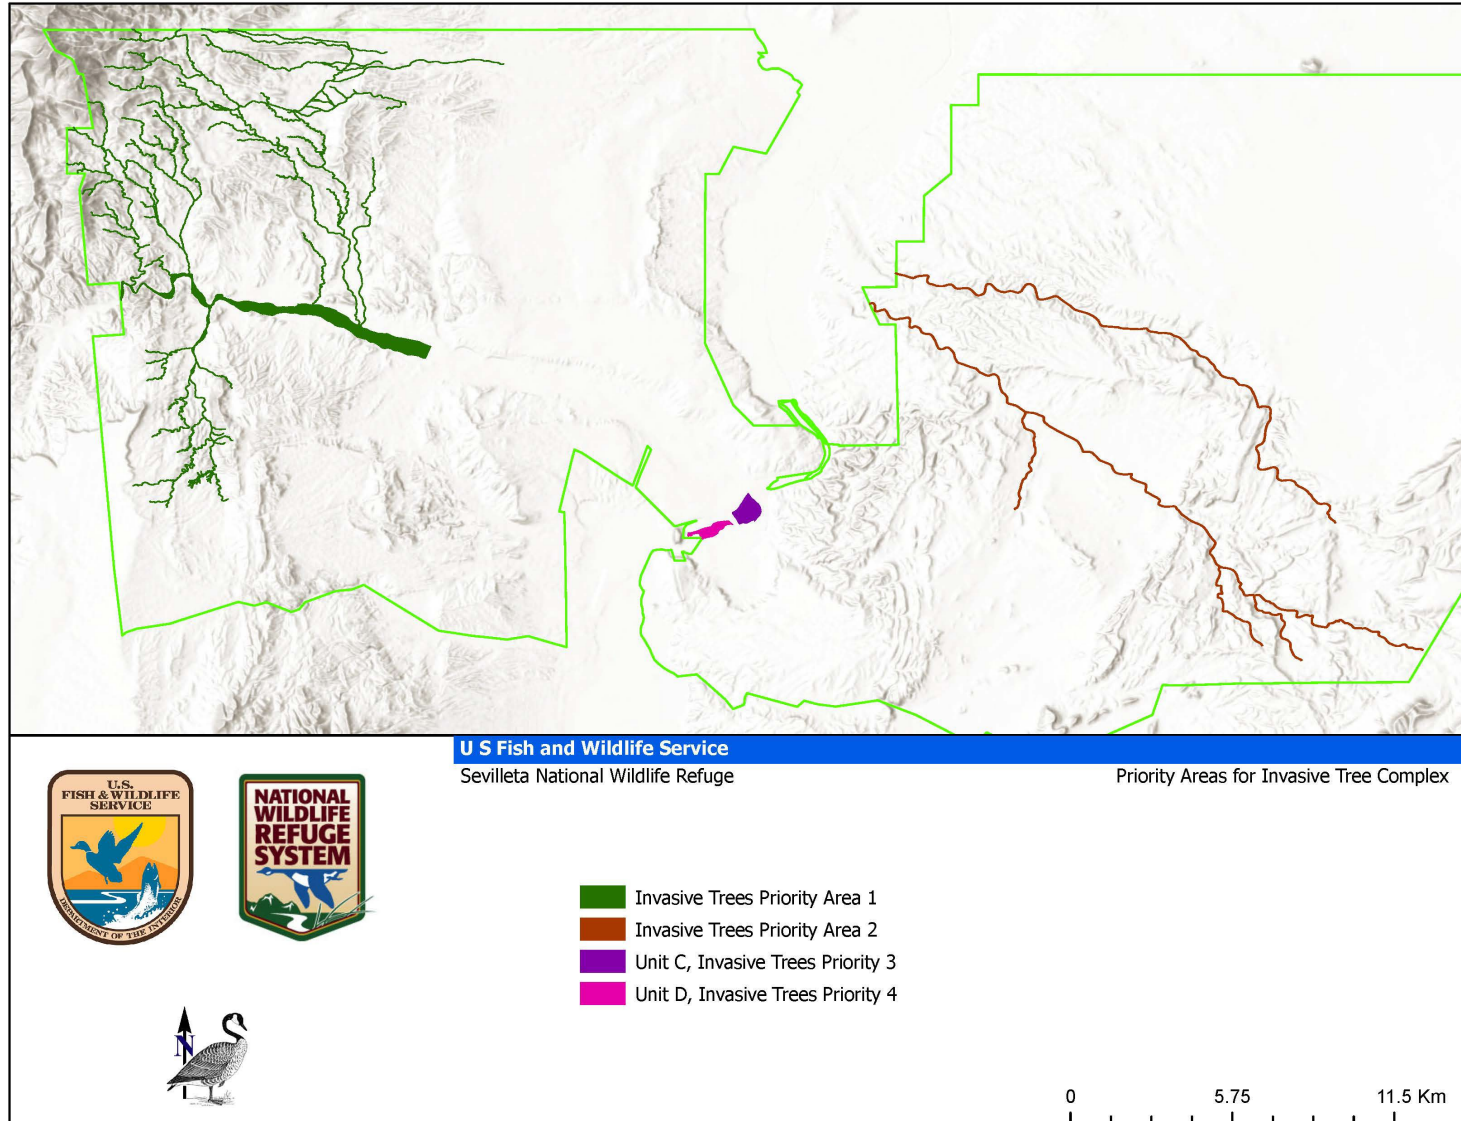 U S Fish and Wildlife Service
Sevilleta National Wildlife Refuge
Priority Areas for Invasive Tree Complex
U.S.
FISH & WILDLIFE
SERVICE
DEPARTMENT OF THE INTERIOR
NATIONAL
WILDLIFE
REFUGE
SYSTEM
Invasive Trees Priority Area 1
Invasive Trees Priority Area 2
Unit C, Invasive Trees Priority 3
Unit D, Invasive Trees Priority 4
N
0 5.75 11.5 Km